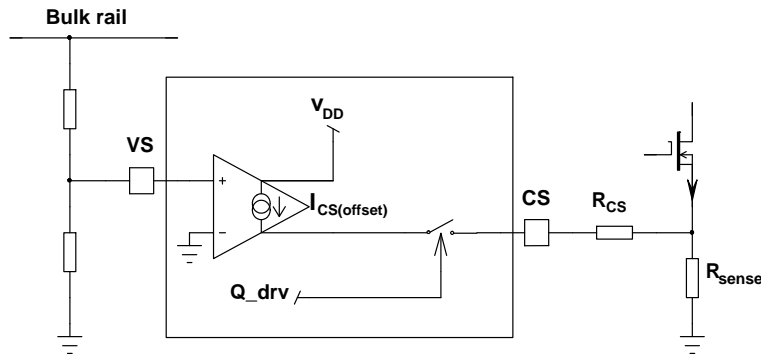 Bulk rail
VS
VDD
ICS(offset)
CS
RCS
Rsense
Q_drv
+
−